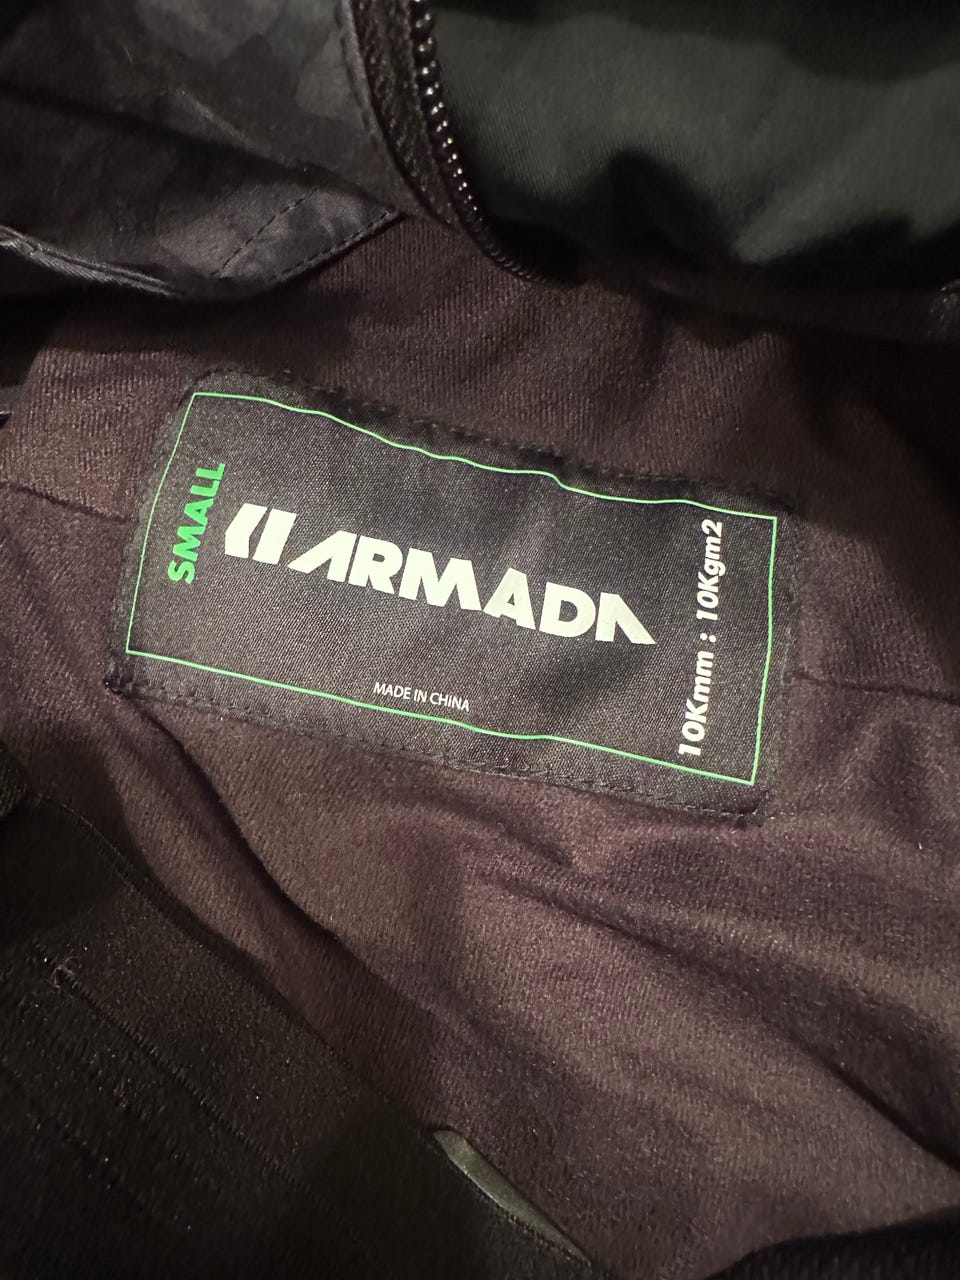 SMALL
ARMADA
10Kmm : 10Kgm2
MADE IN CHINA